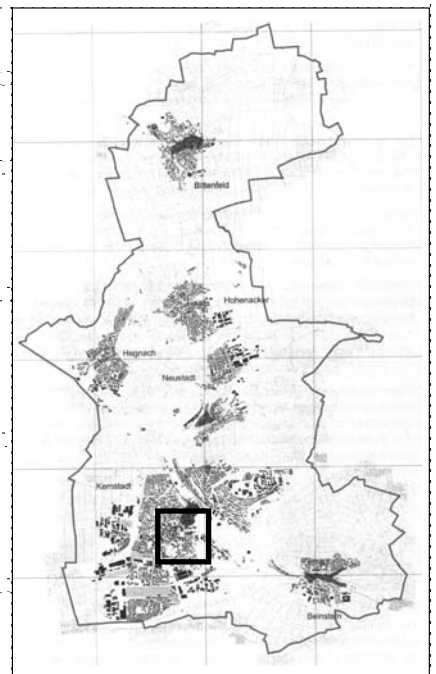 Bittenfeld
Hohenacker
Hegnach
Neustadt
Kernstadt
Beinstein